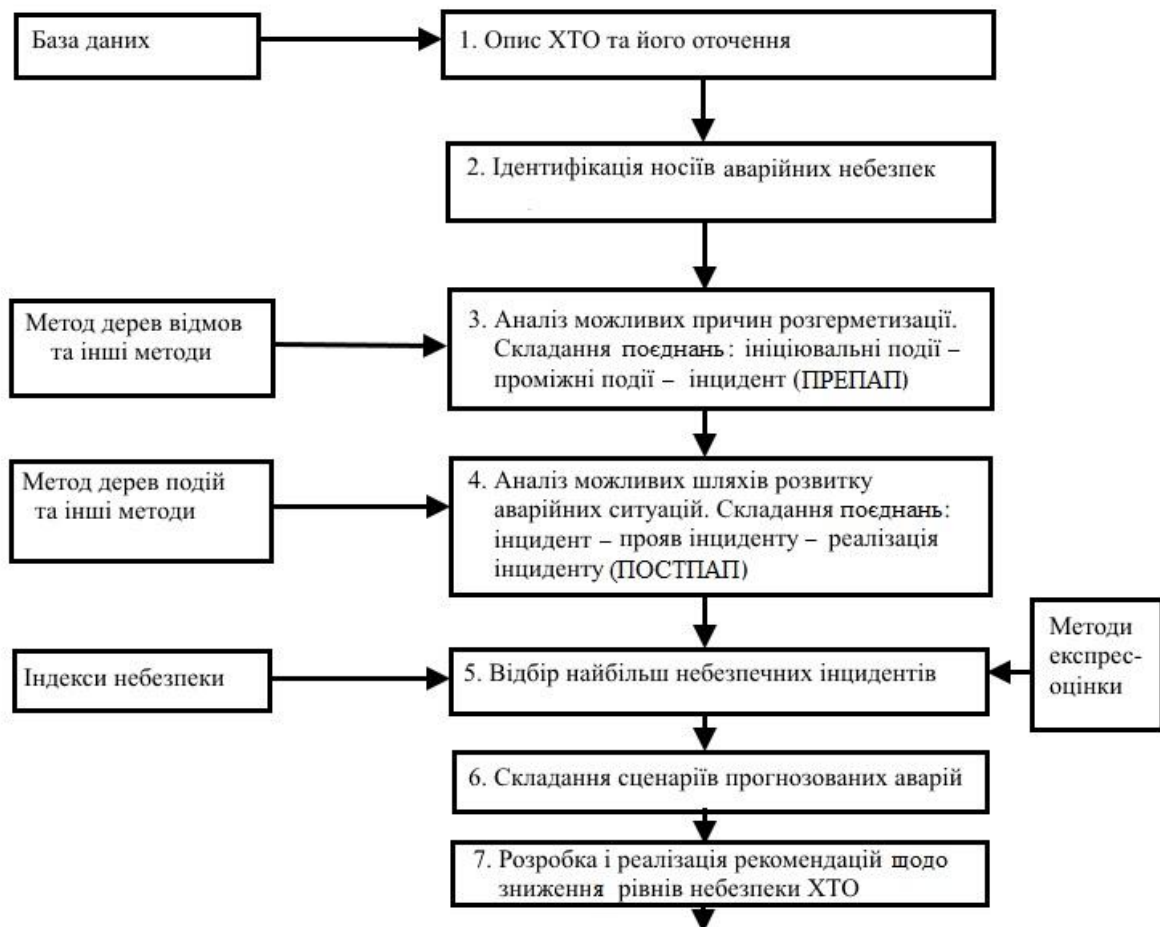 База даних
1. Опис ХТО та його оточення
2. Ідентифікація носіїв аварійних небезпек
Метод дерев відмов
та інші методи
3. Аналіз можливих причин розгерметизації.
Складання поєднань: ініціювальні події –
проміжні події – інцидент (ПРЕПАП)
Метод дерев подій
та інші методи
4. Аналіз можливих шляхів розвитку
аварійних ситуацій. Складання поєднань:
інцидент – прояв інциденту – реалізація
інциденту (ПОСТПАП)
Індекси небезпеки
5. Відбір найбільш небезпечних інцидентів
Методи
експрес-
оцінки
6. Складання сценаріїв прогнозованих аварій
7. Розробка і реалізація рекомендацій щодо
зниження рівнів небезпеки ХТО